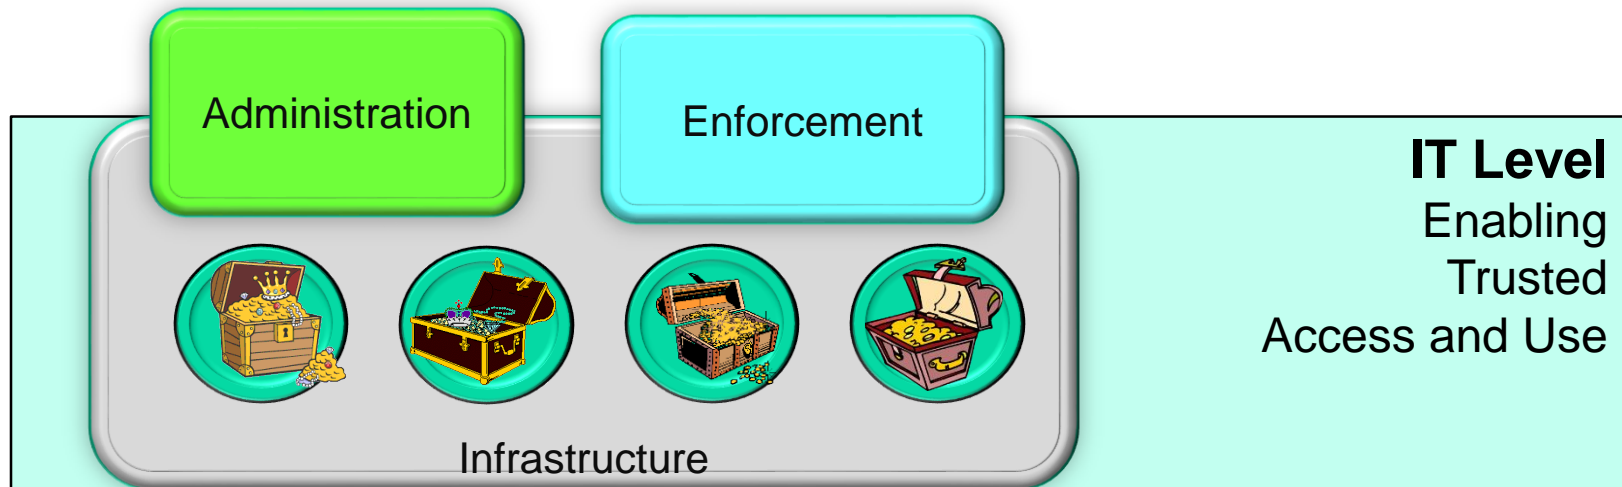 Administration
Enforcement
IT Level
Enabling
Trusted
Access and Use
Infrastructure